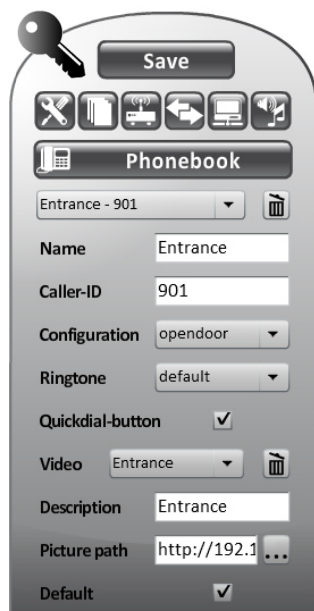 Save
Phonebook
Entrance - 901
Name Entrance
Caller-ID 901
Configuration opendoor
Ringtone default
Quickdial-button
Video Entrance
Description Entrance
Picture path http://192.1 ...
Default